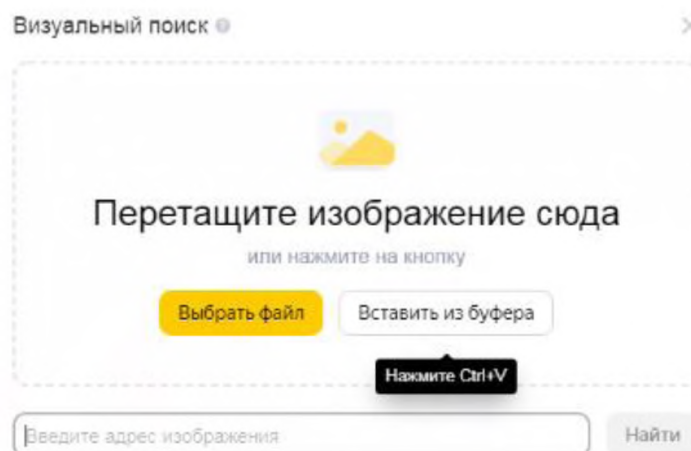 Визуальный поиск
Перетащите изображение сюда
или нажмите на кнопку
Выбрать файл
Вставить из буфера
Нажмите Ctrl+V
Введите адрес изображения
Найти